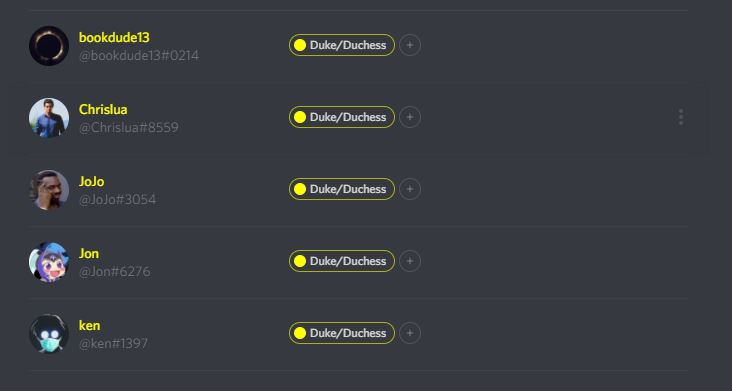 bookdude13
@bookdude13#0214
Duke/Duchess +
Chrislua
@Chrislua#8559
Duke/Duchess +
JoJo
@JoJo#3054
Duke/Duchess +
Jon
@Jon#6276
Duke/Duchess +
ken
@ken#1397
Duke/Duchess +